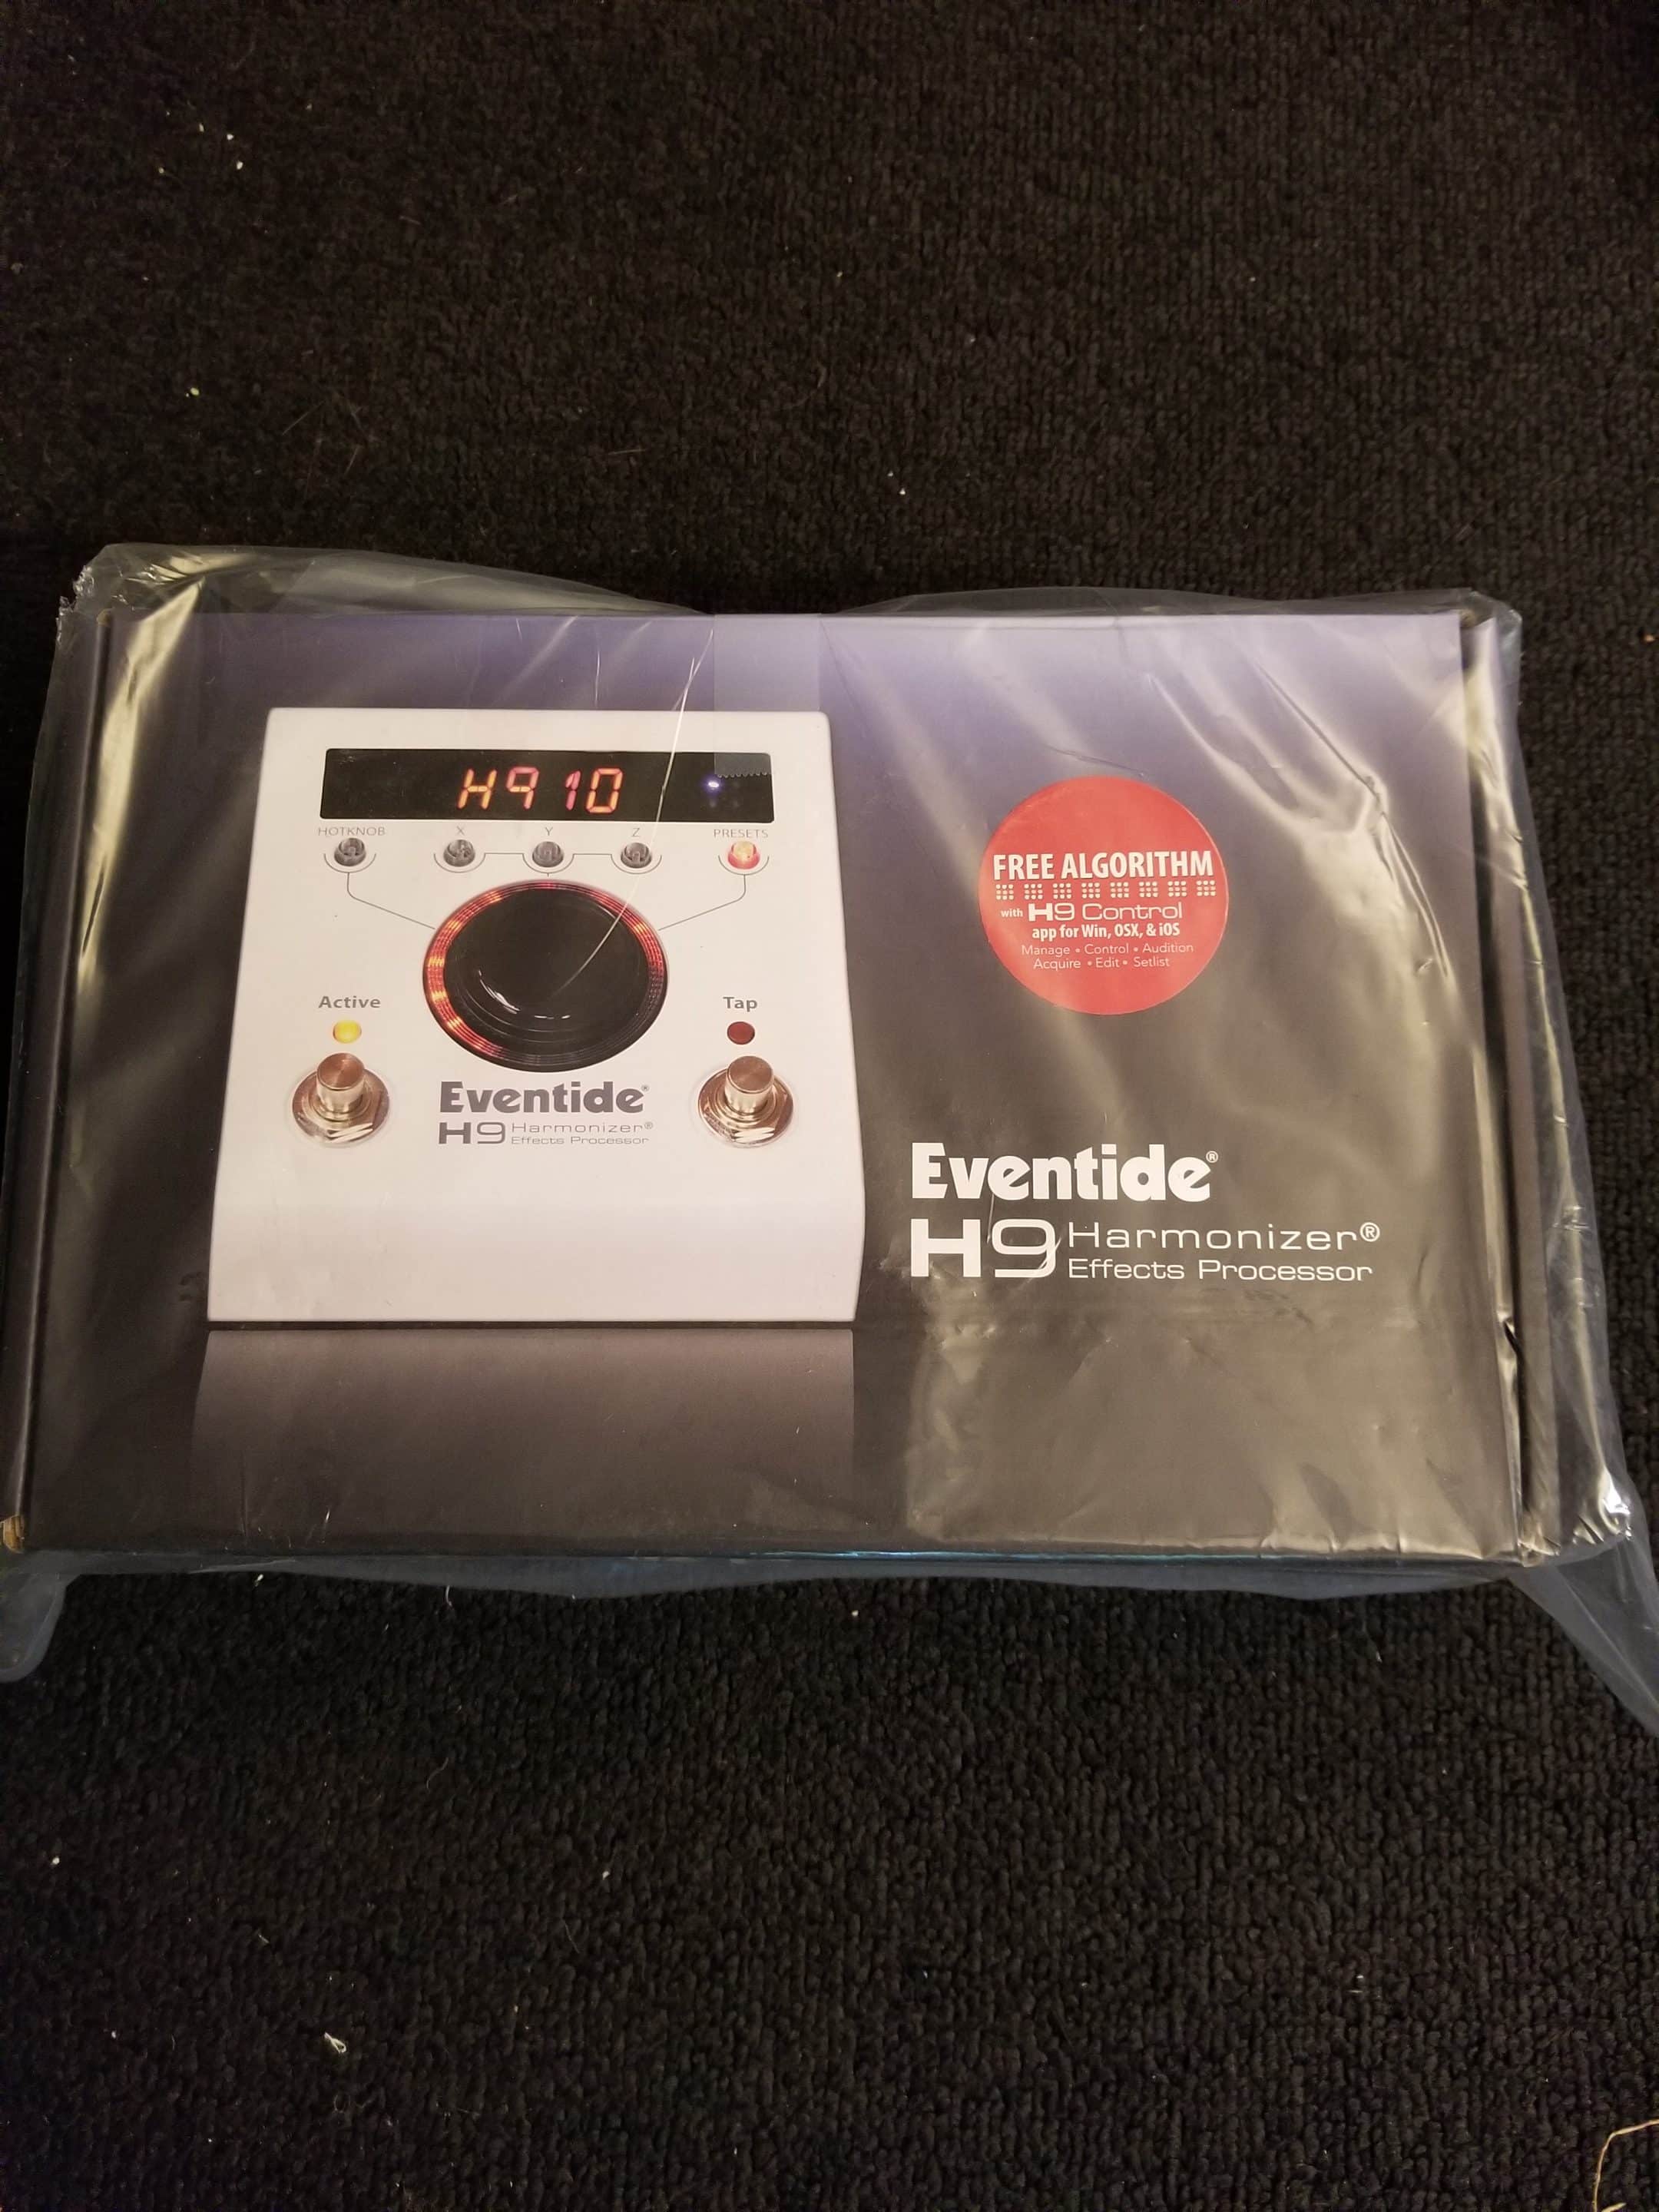 H910
HOTKNOB X Y Z PRESETS
Active Tap
Eventide®
H9 Harmonizer®
Effects Processor
FREE ALGORITHM
with H9 Control
app for Win, OSX, & iOS
Manage • Control • Audition
Acquire • Edit • Setlist
Eventide®
H9 Harmonizer®
Effects Processor